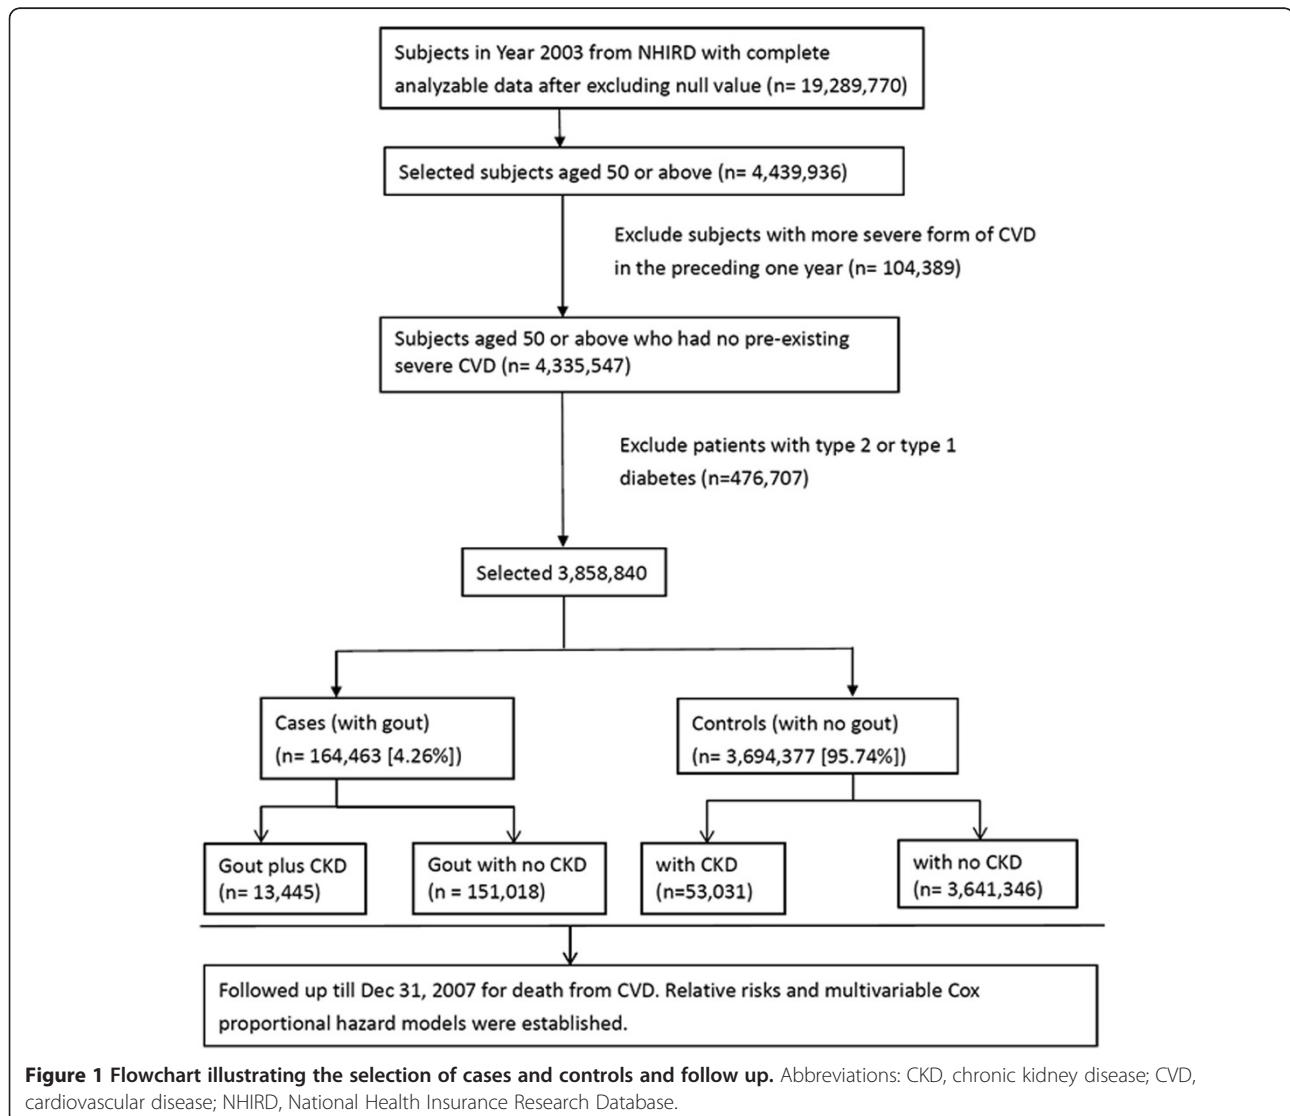 Subjects in Year 2003 from NHIRD with complete
analyzable data after excluding null value (n= 19,289,770)
Selected subjects aged 50 or above (n= 4,439,936)
Exclude subjects with more severe form of CVD
in the preceding one year (n= 104,389)
Subjects aged 50 or above who had no pre-existing
severe CVD (n= 4,335,547)
Exclude patients with type 2 or type 1
diabetes (n=476,707)
Selected 3,858,840
Cases (with gout)
(n= 164,463 [4.26%])
Controls (with no gout)
(n= 3,694,377 [95.74%])
Gout plus CKD
(n= 13,445)
Gout with no CKD
(n = 151,018)
with CKD
(n=53,031)
with no CKD
(n= 3,641,346)
Followed up till Dec 31, 2007 for death from CVD. Relative risks and multivariable Cox
proportional hazard models were established.
Figure 1 Flowchart illustrating the selection of cases and controls and follow up. Abbreviations: CKD, chronic kidney disease; CVD,
cardiovascular disease; NHIRD, National Health Insurance Research Database.